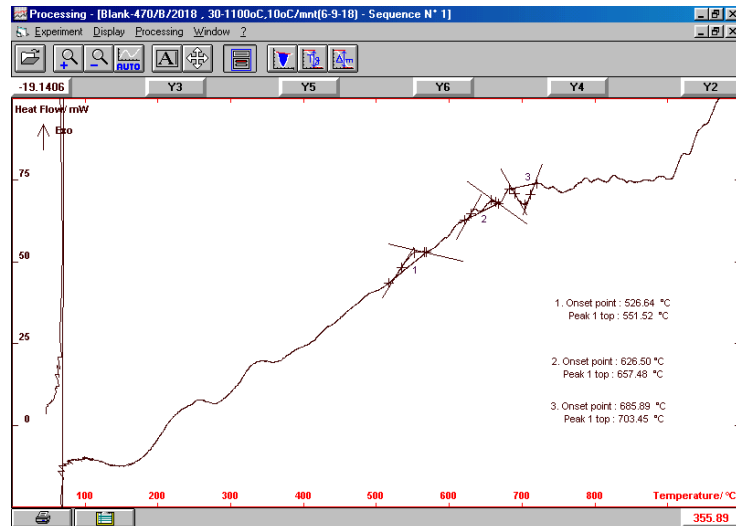 Processing - [Blank-470/B/2018 , 30-1100oC,10oC/mnt(6-9-18) - Sequence N° 1]
Experiment Display Processing Window ?
AUTO A Tg Δm
-19.1406 Y3 Y5 Y6 Y4 Y2
Heat Flow/ mW
Exo
75
50
25
0
1
2
3
1. Onset point : 526.64 °C
Peak 1 top : 551.52 °C
2. Onset point : 626.50 °C
Peak 1 top : 657.48 °C
3. Onset point : 685.89 °C
Peak 1 top : 703.45 °C
100 200 300 400 500 600 700 800 Temperature/ °C
355.89